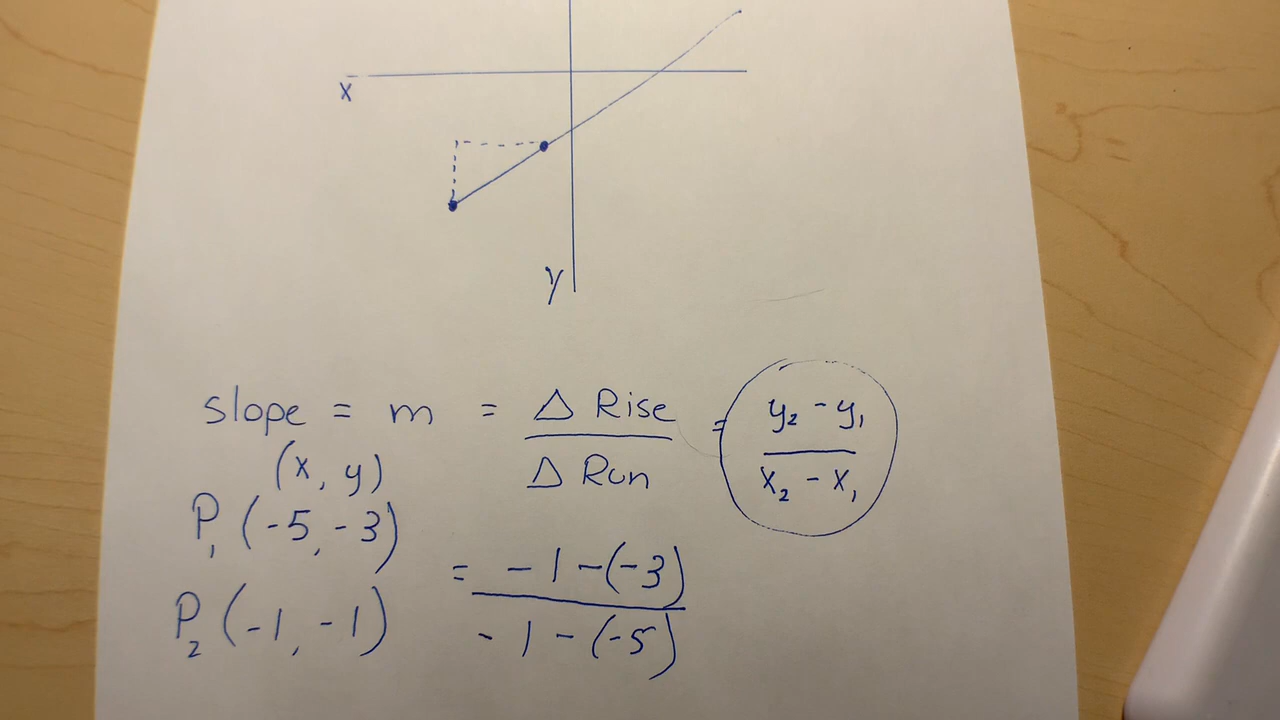 x
y
slope = m = Δ Rise / Δ Run = y₂ - y₁ / x₂ - x₁
(x, y)
P₁ (-5, -3)
= -1 - (-3) / -1 - (-5)
P₂ (-1, -1)